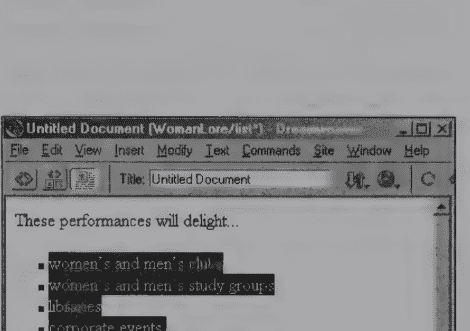 Untitled Document (WomanLore/list*) - Dreamweaver
File Edit View Insert Modify Text Commands Site Window Help
Title: Untitled Document
These performances will delight...
women's and men's clubs
women's and men's study groups
libraries
corporate events